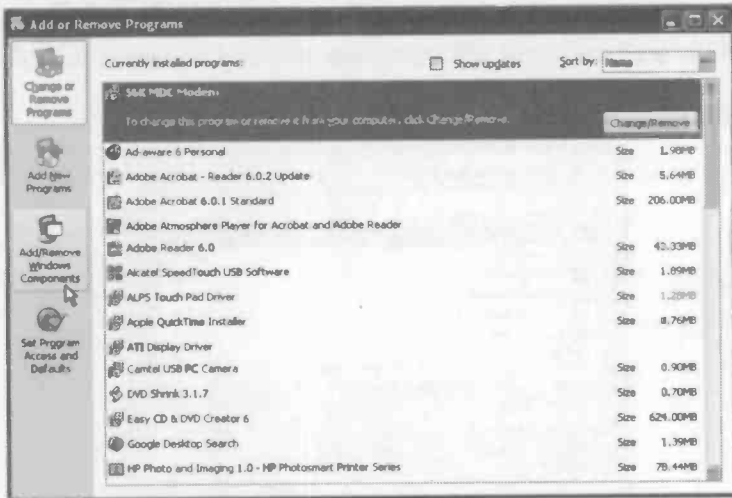 Add or Remove Programs
Change or
Remove
Programs
Add New
Programs
Add/Remove
Windows
Components
Set Program
Access and
Defaults
Currently installed programs:
Show updates
Sort by: Name
56K MDC Modem
To change this program or remove it from your computer, click Change/Remove.
Change/Remove
Ad-aware 6 Personal Size 1.98MB
Adobe Acrobat - Reader 6.0.2 Update Size 5.64MB
Adobe Acrobat 6.0.1 Standard Size 206.00MB
Adobe Atmosphere Player for Acrobat and Adobe Reader
Adobe Reader 6.0 Size 42.33MB
Alcatel SpeedTouch USB Software Size 1.89MB
ALPS Touch Pad Driver Size 1.28MB
Apple QuickTime Installer Size 0.76MB
ATI Display Driver
Camtel USB PC Camera Size 0.90MB
DVD Shrink 3.1.7 Size 0.70MB
Easy CD & DVD Creator 6 Size 624.00MB
Google Desktop Search Size 1.39MB
HP Photo and Imaging 1.0 - HP Photosmart Printer Series Size 78.44MB